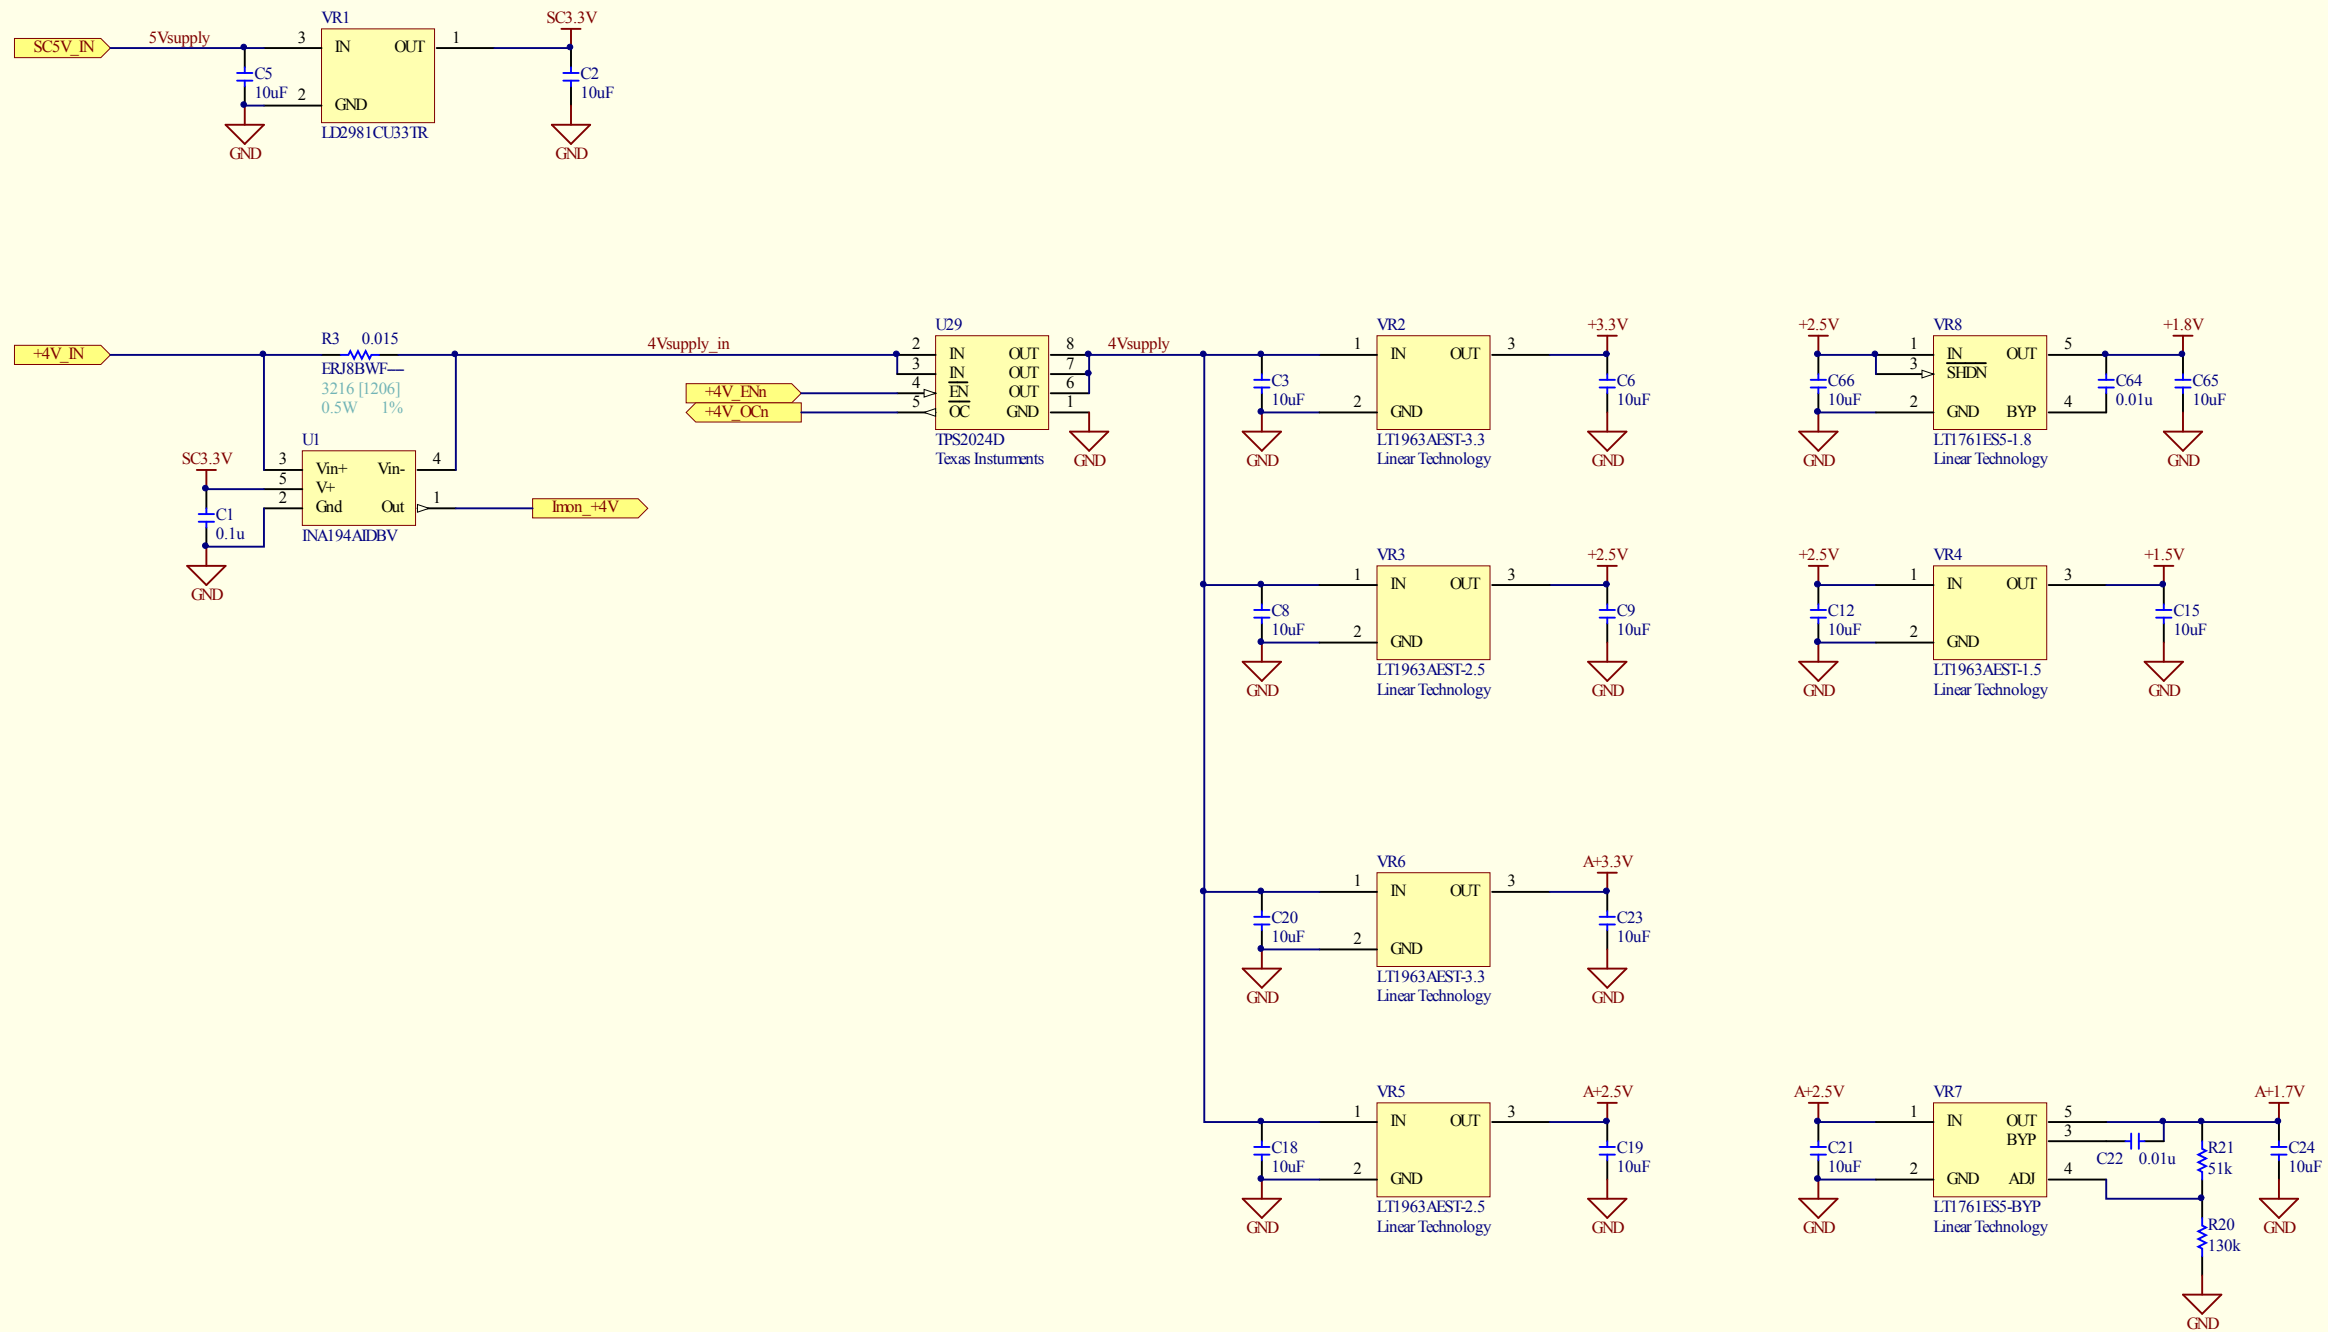 VR1
SC5V_IN
5Vsupply
3
IN
OUT
1
SC3.3V
C5
10uF
2
GND
C2
10uF
LD2981CU33TR
GND
GND
+4V_IN
R3 0.015
ERJ8BWF---
3216 [1206]
0.5W 1%
U1
SC3.3V
3
Vin+
Vin-
4
5
V+
2
Gnd
Out
1
Imon_+4V
C1
0.1u
INA194AIDBV
GND
4Vsupply_in
+4V_ENn
+4V_OCn
U29
2
IN
OUT
8
3
IN
OUT
7
4
EN
OUT
6
5
OC
GND
1
TPS2024D
Texas Insturments
GND
4Vsupply
VR2
1
IN
OUT
3
+3.3V
C3
10uF
2
GND
C6
10uF
LT1963AEST-3.3
Linear Technology
GND
GND
VR8
+2.5V
1
IN
OUT
5
+1.8V
3
SHDN
C66
10uF
2
GND
BYP
4
C64
0.01u
C65
10uF
LT1761ES5-1.8
Linear Technology
GND
GND
VR3
1
IN
OUT
3
+2.5V
C8
10uF
2
GND
C9
10uF
LT1963AEST-2.5
Linear Technology
GND
GND
VR4
+2.5V
1
IN
OUT
3
+1.5V
C12
10uF
2
GND
C15
10uF
LT1963AEST-1.5
Linear Technology
GND
GND
VR6
1
IN
OUT
3
A+3.3V
C20
10uF
2
GND
C23
10uF
LT1963AEST-3.3
Linear Technology
GND
GND
VR5
1
IN
OUT
3
A+2.5V
C18
10uF
2
GND
C19
10uF
LT1963AEST-2.5
Linear Technology
GND
GND
VR7
A+2.5V
1
IN
OUT
5
A+1.7V
BYP
3
C21
10uF
C22 0.01u
R21
51k
C24
10uF
2
GND
ADJ
4
LT1761ES5-BYP
Linear Technology
GND
R20
130k
GND
GND